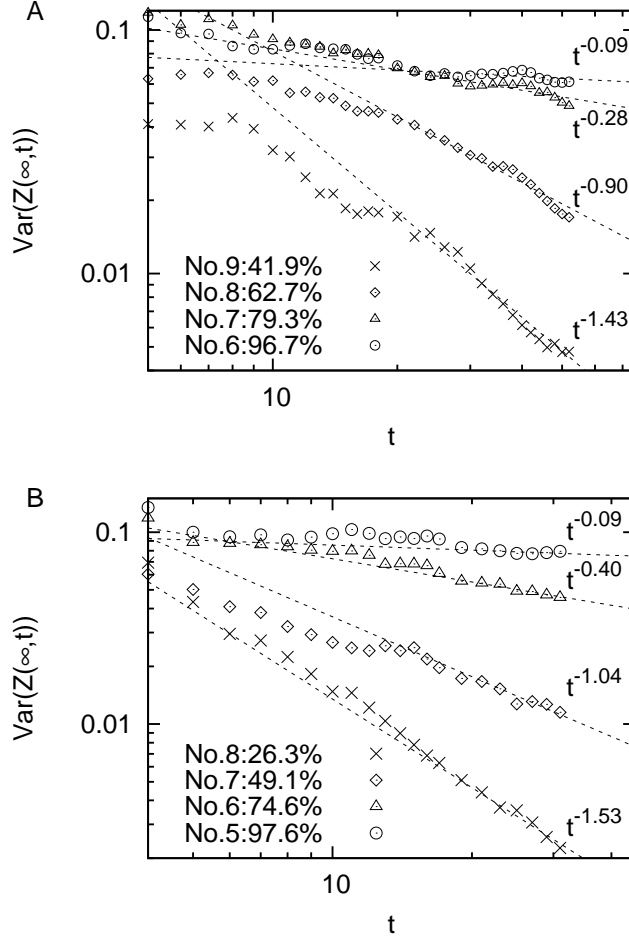 A
0.1
0.01
Var(Z(∞,t))
t-0.09
t-0.28
t-0.90
t-1.43
No.9:41.9%
No.8:62.7%
No.7:79.3%
No.6:96.7%
10
t
B
0.1
0.01
Var(Z(∞,t))
t-0.09
t-0.40
t-1.04
t-1.53
No.8:26.3%
No.7:49.1%
No.6:74.6%
No.5:97.6%
10
t